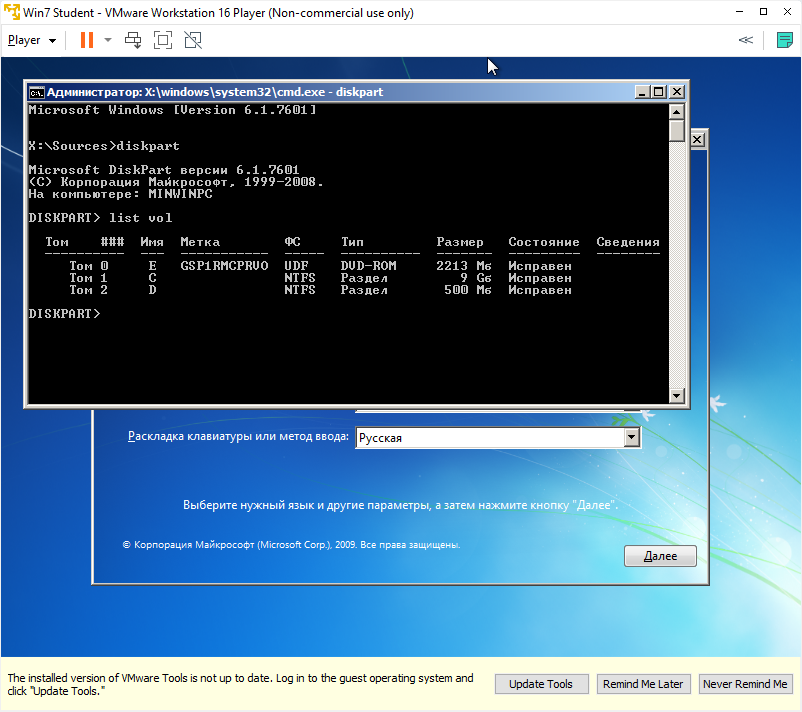 Win7 Student - VMware Workstation 16 Player (Non-commercial use only)
Player
Администратор: X:\windows\system32\cmd.exe - diskpart
Microsoft Windows [Version 6.1.7601]
X:\Sources>diskpart
Microsoft DiskPart версии 6.1.7601
(C) Корпорация Майкрософт, 1999-2008.
На компьютере: MINWINPC
DISKPART> list vol
Том ### Имя Метка ФС Тип Размер Состояние Сведения
---------- --- ----------- ----- ---------- ------- --------- --------
Том 0 E GSP1RMCPRVO UDF DVD-ROM 2213 Мб Исправен
Том 1 C NTFS Раздел 9 Gб Исправен
Том 2 D NTFS Раздел 500 Мб Исправен
DISKPART>
Раскладка клавиатуры или метод ввода: Русская
Выберите нужный язык и другие параметры, а затем нажмите кнопку "Далее".
© Корпорация Майкрософт (Microsoft Corp.), 2009. Все права защищены.
Далее
The installed version of VMware Tools is not up to date. Log in to the guest operating system and
click "Update Tools."
Update Tools
Remind Me Later
Never Remind Me